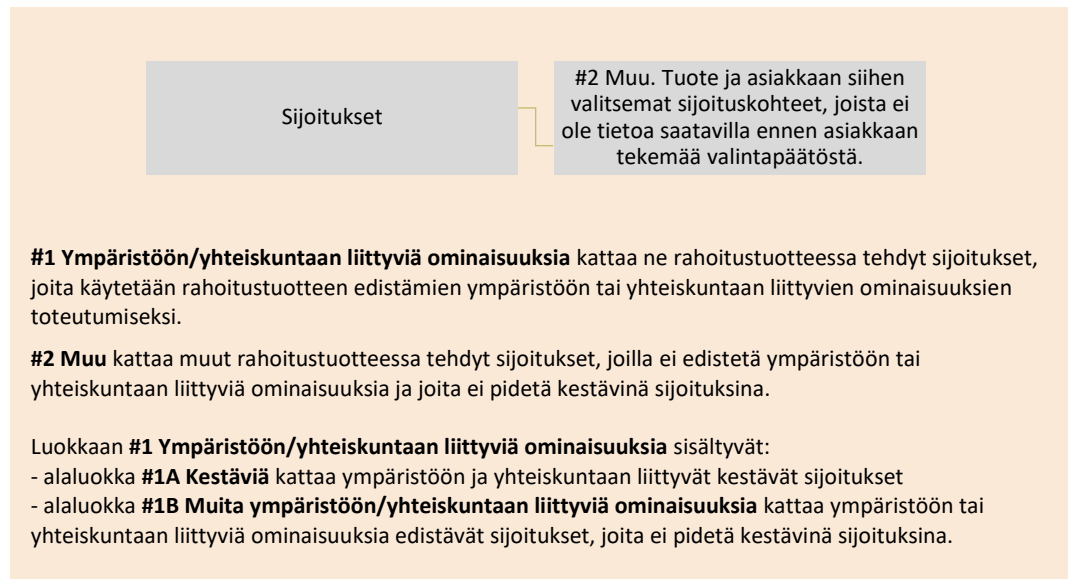 Sijoitukset
#2 Muu. Tuote ja asiakkaan siihen
valitsemat sijoituskohteet, joista ei
ole tietoa saatavilla ennen asiakkaan
tekemää valintapäätöstä.
#1 Ympäristöön/yhteiskuntaan liittyviä ominaisuuksia kattaa ne rahoitustuotteessa tehdyt sijoitukset,
joita käytetään rahoitustuotteen edistämien ympäristöön tai yhteiskuntaan liittyvien ominaisuuksien
toteutumiseksi.
#2 Muu kattaa muut rahoitustuotteessa tehdyt sijoitukset, joilla ei edistetä ympäristöön tai
yhteiskuntaan liittyviä ominaisuuksia ja joita ei pidetä kestävinä sijoituksina.
Luokkaan #1 Ympäristöön/yhteiskuntaan liittyviä ominaisuuksia sisältyvät:
- alaluokka #1A Kestäviä kattaa ympäristöön ja yhteiskuntaan liittyvät kestävät sijoitukset
- alaluokka #1B Muita ympäristöön/yhteiskuntaan liittyviä ominaisuuksia kattaa ympäristöön tai
yhteiskuntaan liittyviä ominaisuuksia edistävät sijoitukset, joita ei pidetä kestävinä sijoituksina.